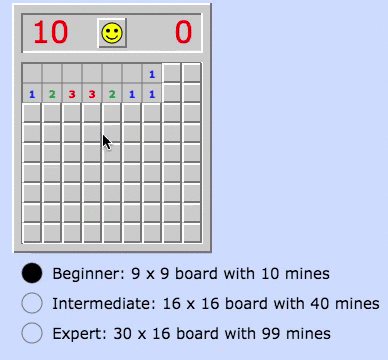 10 0
1
1 2 3 3 2 1 1
Beginner: 9 x 9 board with 10 mines
Intermediate: 16 x 16 board with 40 mines
Expert: 30 x 16 board with 99 mines